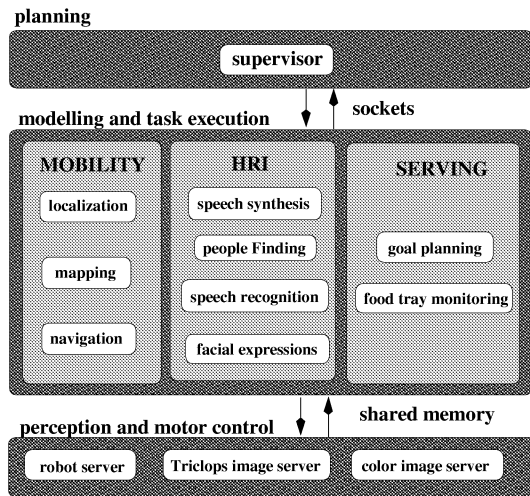 planning
supervisor
sockets
modelling and task execution
MOBILITY
localization
mapping
navigation
HRI
speech synthesis
people Finding
speech recognition
facial expressions
SERVING
goal planning
food tray monitoring
shared memory
perception and motor control
robot server
Triclops image server
color image server